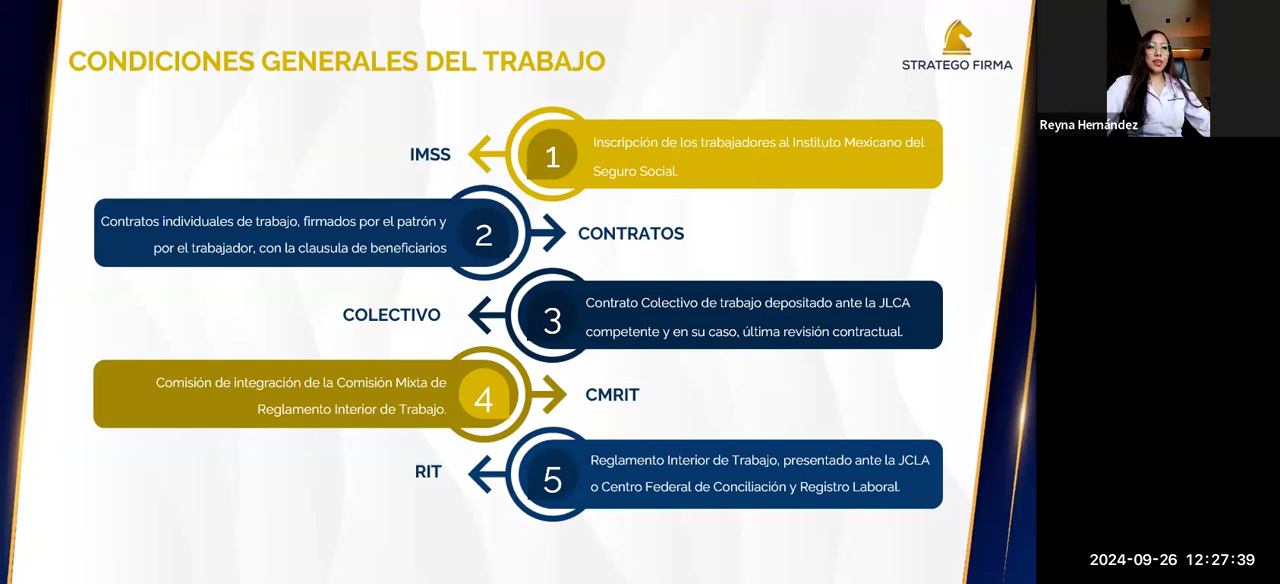 CONDICIONES GENERALES DEL TRABAJO
STRATEGO FIRMA
Reyna Hernández
IMSS
1
Inscripción de los trabajadores al Instituto Mexicano del
Seguro Social.
Contratos individuales de trabajo, firmados por el patrón y
por el trabajador, con la clausula de beneficiarios
2
CONTRATOS
COLECTIVO
3
Contrato Colectivo de trabajo depositado ante la JLCA
competente y en su caso, última revisión contractual.
Comisión de integración de la Comisión Mixta de
Reglamento Interior de Trabajo.
4
CMRIT
RIT
5
Reglamento Interior de Trabajo, presentado ante la JCLA
o Centro Federal de Conciliación y Registro Laboral.
2024-09-26 12:27:39